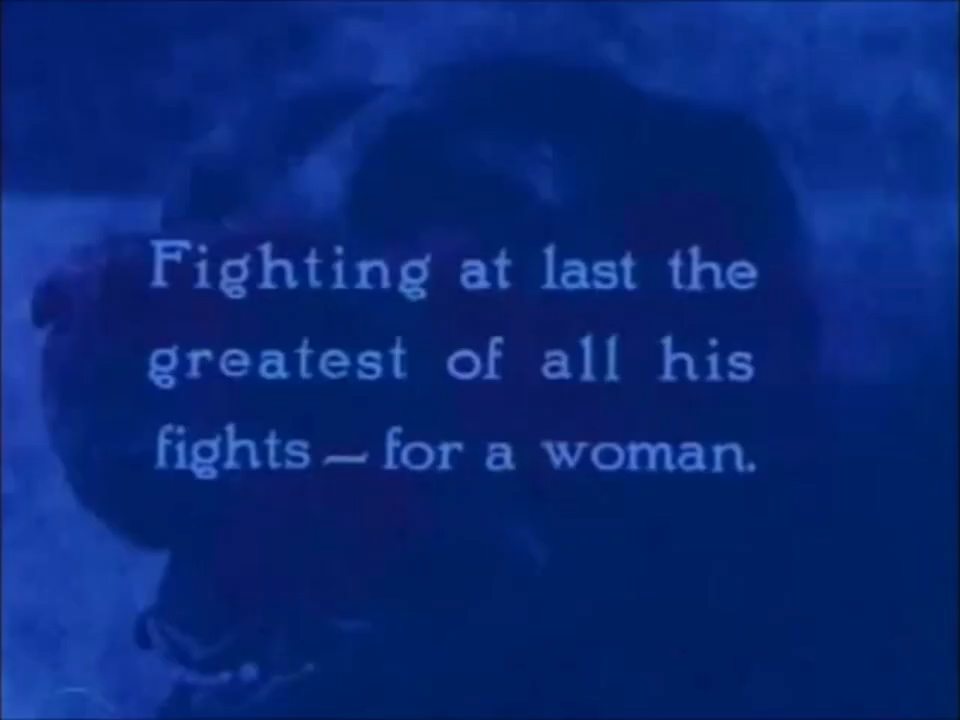 Fighting at last the
greatest of all his
fights — for a woman.